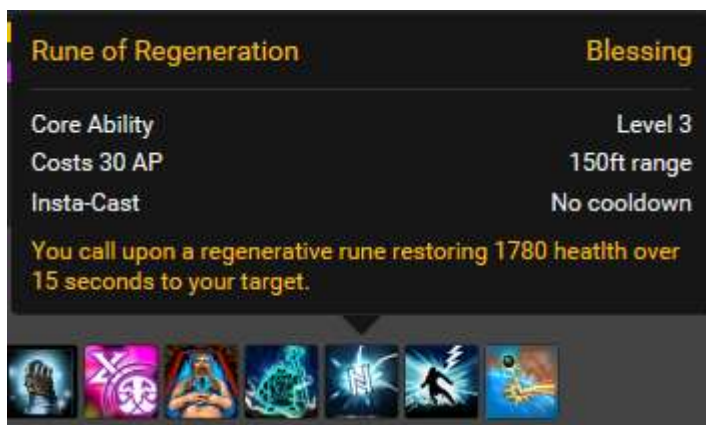 Rune of Regeneration Blessing
Core Ability Level 3
Costs 30 AP 150ft range
Insta-Cast No cooldown
You call upon a regenerative rune restoring 1780 heatlth over
15 seconds to your target.